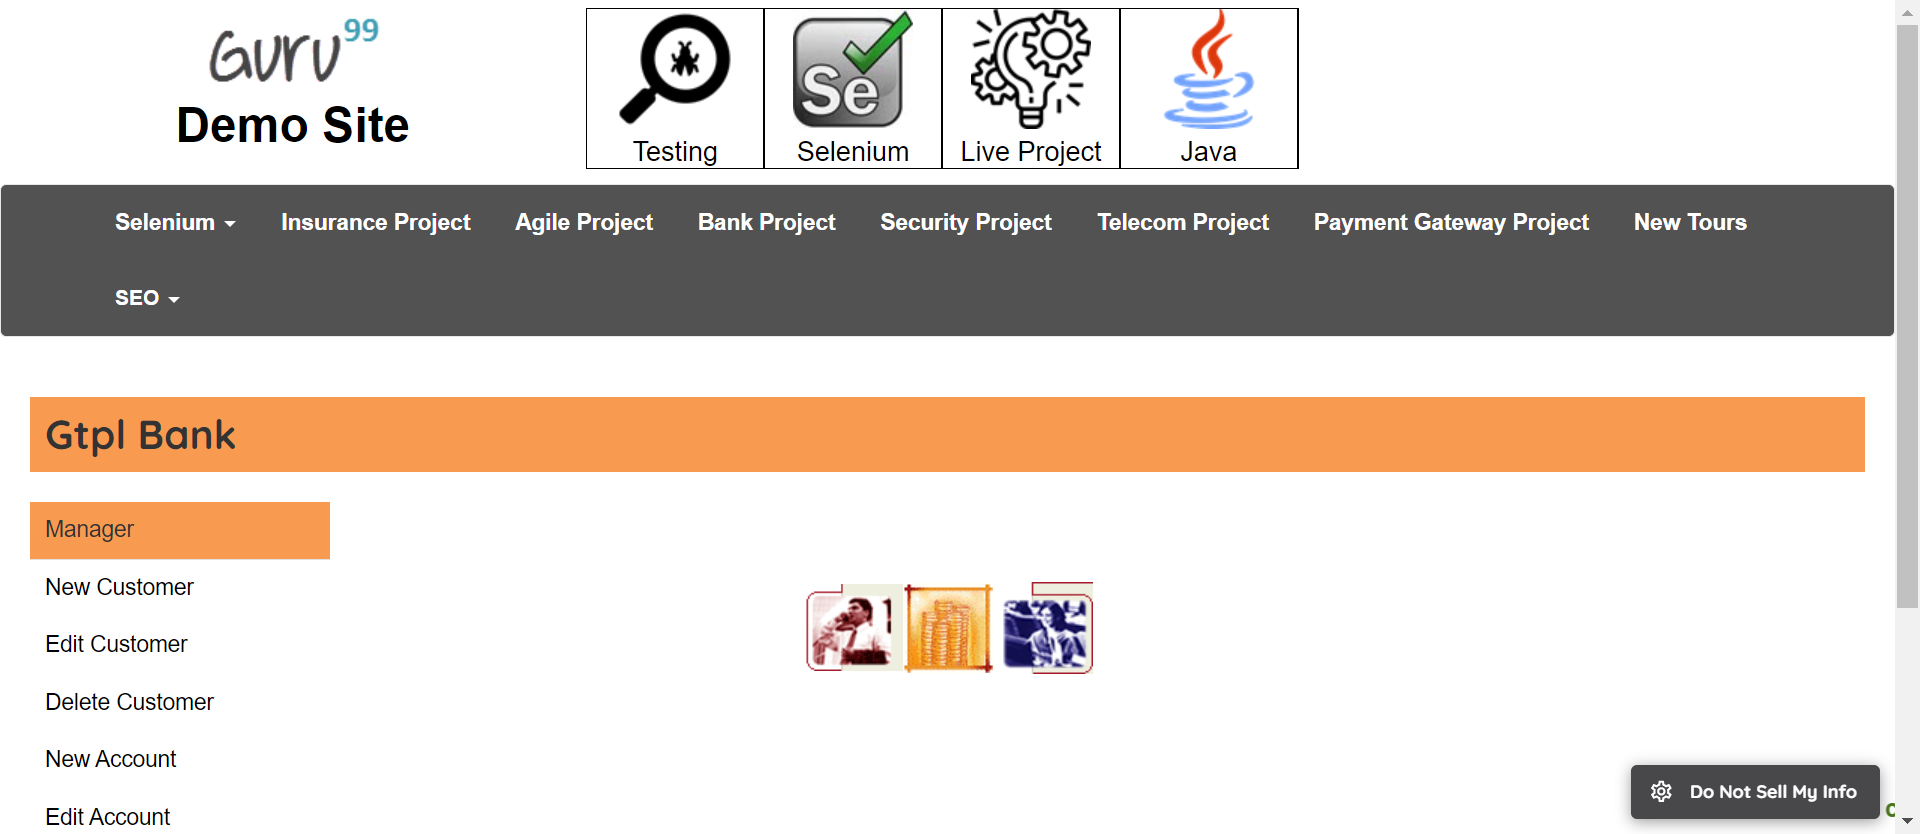 Guru99
Demo Site
Testing
Se
Selenium
Live Project
Java
Selenium
Insurance Project
Agile Project
Bank Project
Security Project
Telecom Project
Payment Gateway Project
New Tours
SEO
Gtpl Bank
Manager
New Customer
Edit Customer
Delete Customer
New Account
Edit Account
Do Not Sell My Info